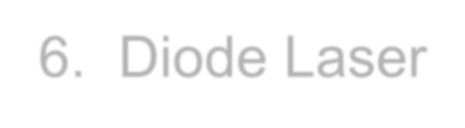 6. Diode Laser